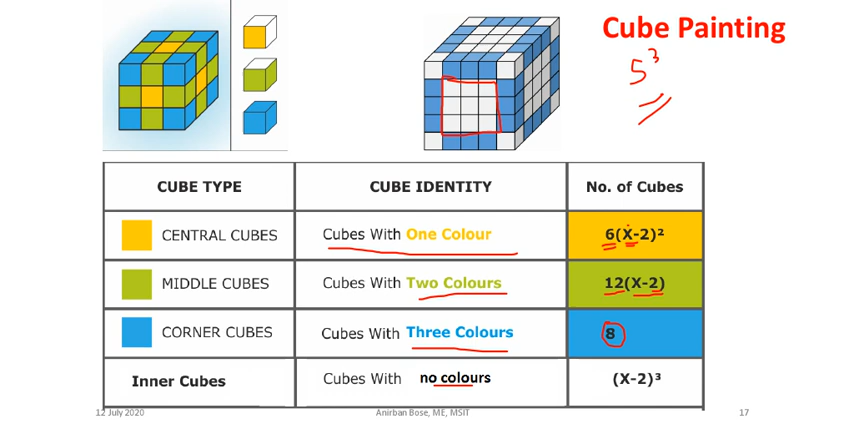 Cube Painting
5³
CUBE TYPE CUBE IDENTITY No. of Cubes
CENTRAL CUBES Cubes With One Colour 6(X-2)²
MIDDLE CUBES Cubes With Two Colours 12(X-2)
CORNER CUBES Cubes With Three Colours 8
Inner Cubes Cubes With no colours (X-2)³
12 July 2020 Anirban Bose, ME, MSIT 17